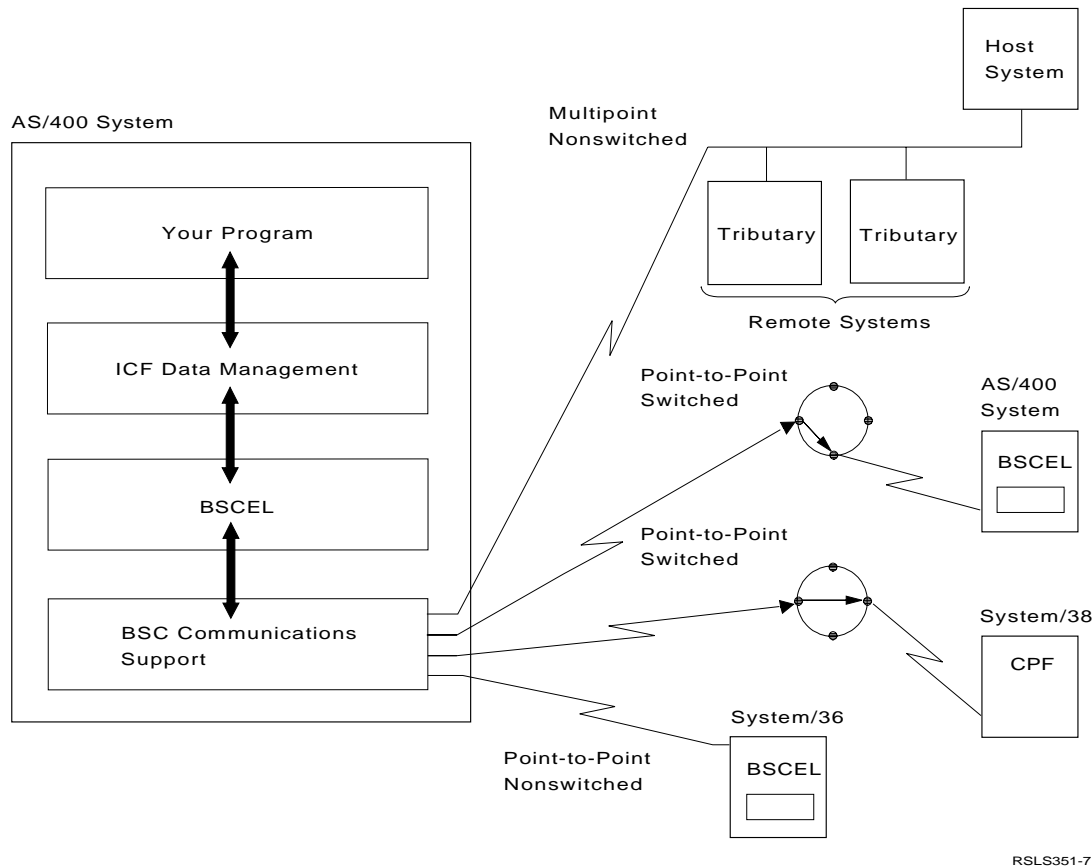 Host
System
Multipoint
Nonswitched
AS/400 System
Your Program
Tributary
Tributary
Remote Systems
ICF Data Management
Point-to-Point
Switched
AS/400
System
BSCEL
BSCEL
Point-to-Point
Switched
BSC Communications
Support
System/38
CPF
System/36
Point-to-Point
Nonswitched
BSCEL
RSLS351-7